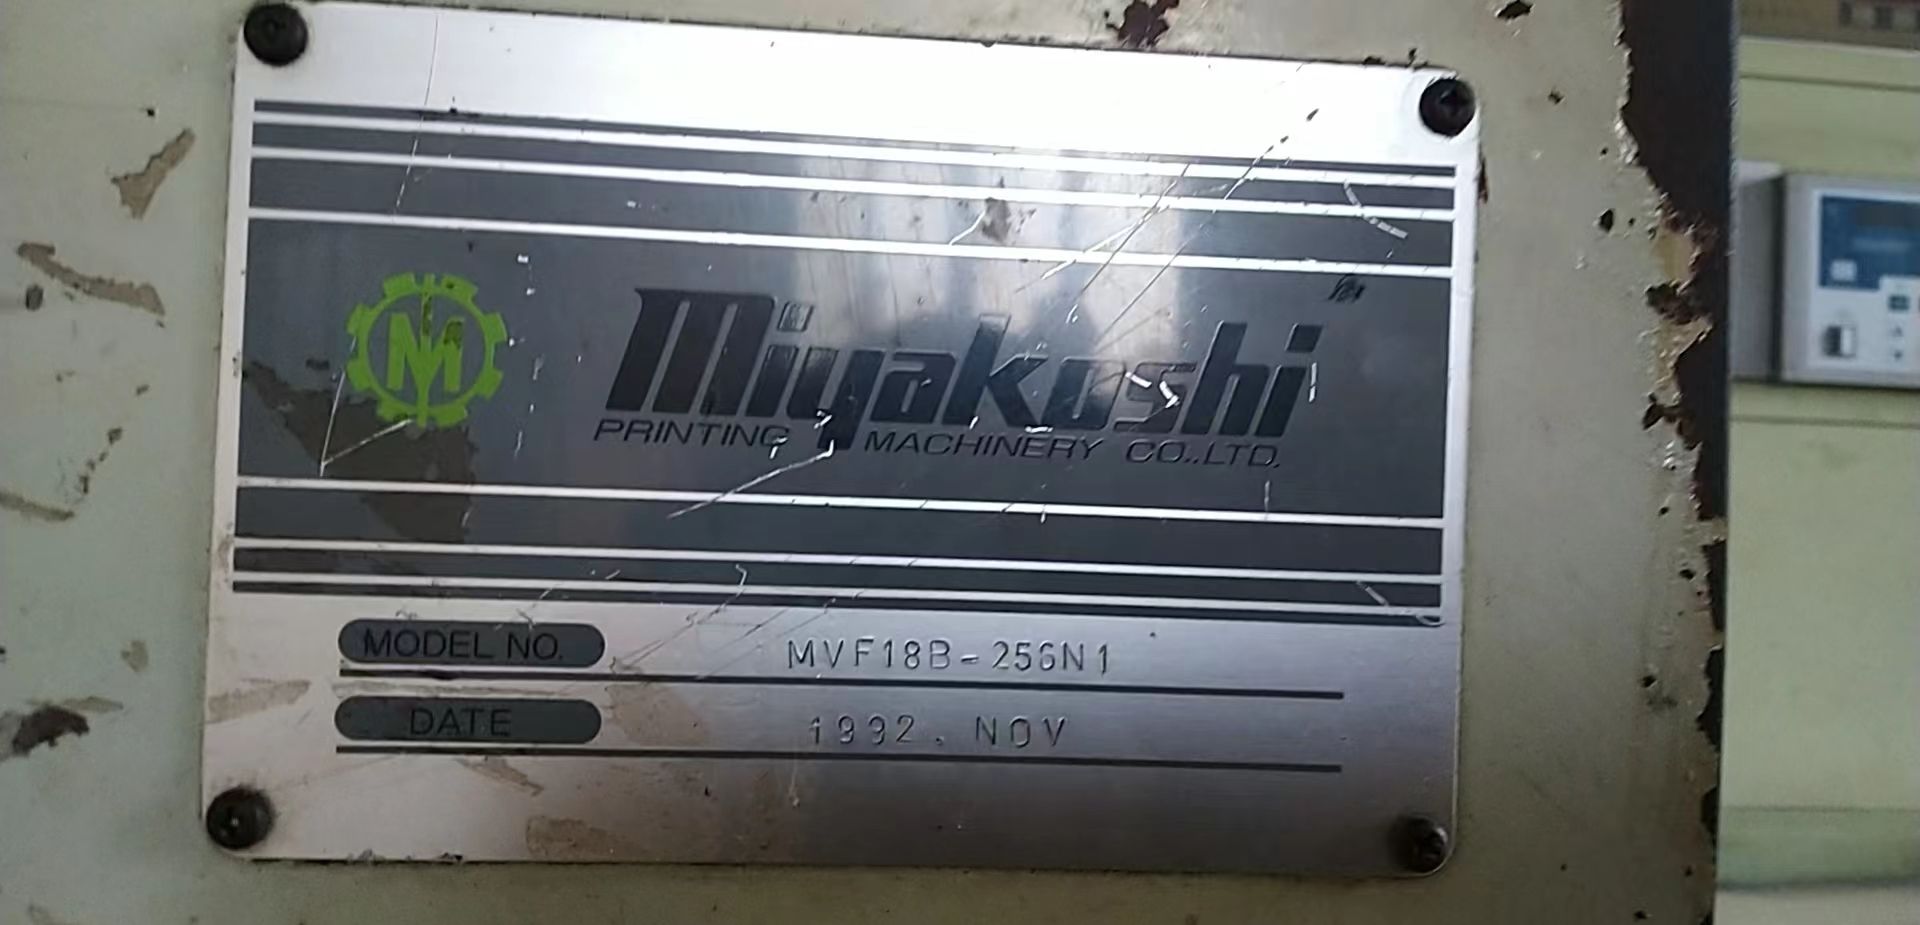 M
Miyakoshi
PRINTING MACHINERY CO.,LTD.
MODEL NO. MVF18B-256N1
DATE 1992. NOV